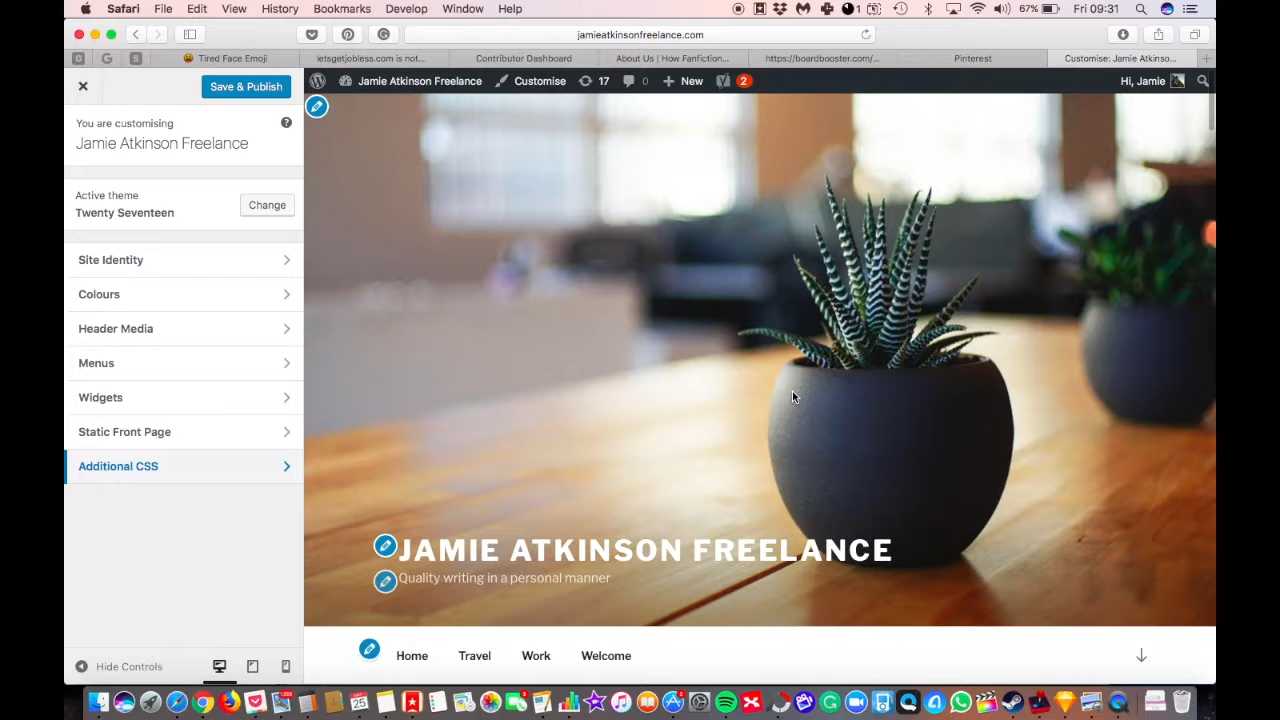 Safari File Edit View History Bookmarks Develop Window Help 1 67% Fri 09:31
jamieatkinsonfreelance.com
G G S Tired Face Emoji letsgetjobless.com is not... Contributor Dashboard About Us | How Fanfiction... https://boardbooster.com/... Pinterest Customise: Jamie Atkinso...
Save & Publish
Jamie Atkinson Freelance Customise 17 0 New 2 Hi, Jamie
You are customising
Jamie Atkinson Freelance
Active theme
Twenty Seventeen
Change
Site Identity
Colours
Header Media
Menus
Widgets
Static Front Page
Additional CSS
Hide Controls
JAMIE ATKINSON FREELANCE
Quality writing in a personal manner
Home Travel Work Welcome